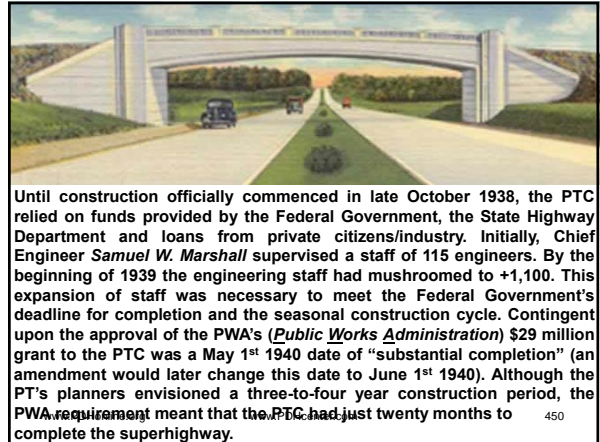 Until construction officially commenced in late October 1938, the PTC
relied on funds provided by the Federal Government, the State Highway
Department and loans from private citizens/industry. Initially, Chief
Engineer Samuel W. Marshall supervised a staff of 115 engineers. By the
beginning of 1939 the engineering staff had mushroomed to +1,100. This
expansion of staff was necessary to meet the Federal Government's
deadline for completion and the seasonal construction cycle. Contingent
upon the approval of the PWA's (Public Works Administration) $29 million
grant to the PTC was a May 1st 1940 date of “substantial completion” (an
amendment would later change this date to June 1st 1940). Although the
PT's planners envisioned a three-to-four year construction period, the
PWA requirement meant that the PTC had just twenty months to
www.PDHonline.org www.PDHcenter.com 450
complete the superhighway.